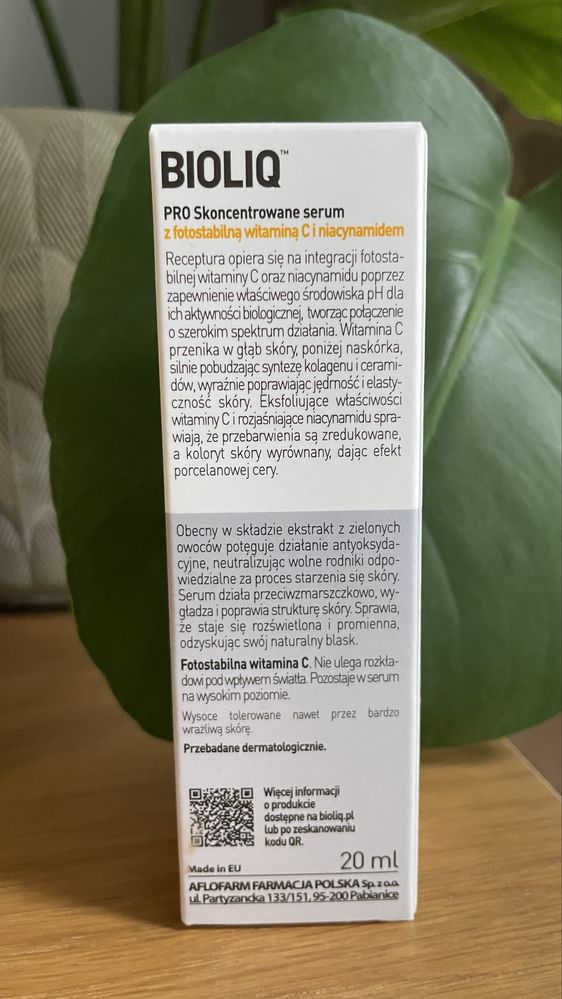 BIOLIQ™
PRO Skoncentrowane serum
z fotostabilną witaminą C i niacynamidem
Receptura opiera się na integracji fotosta-
bilnej witaminy C oraz niacynamidu poprzez
zapewnienie właściwego środowiska pH dla
ich aktywności biologicznej, tworząc połączenie
o szerokim spektrum działania. Witamina C
przenika w głąb skóry, poniżej naskórka,
silnie pobudzając syntezę kolagenu i cerami-
dów, wyraźnie poprawiając jędrność i elasty-
czność skóry. Eksfoliujące właściwości
witaminy C i rozjaśniające niacynamidu spra-
wiają, że przebarwienia są zredukowane,
a koloryt skóry wyrównany, dając efekt
porcelanowej cery.
Obecny w składzie ekstrakt z zielonych
owoców potęguje działanie antyoksyda-
cyjne, neutralizując wolne rodniki odpo-
wiedzialne za proces starzenia się skóry.
Serum działa przeciwzmarszczkowo, wy-
gładza i poprawia strukturę skóry. Sprawia,
że staje się rozświetlona i promienna,
odzyskując swój naturalny blask.
Fotostabilna witamina C. Nie ulega rozkła-
dowi pod wpływem światła. Pozostaje w serum
na wysokim poziomie.
Wysoce tolerowane nawet przez bardzo
wrażliwą skórę.
Przebadane dermatologicznie.
Więcej informacji
o produkcie
dostępne na bioliq.pl
lub po zeskanowaniu
kodu QR.
Made in EU
20 ml
AFLOFARM FARMACJA POLSKA Sp. z o.o.
ul. Partyzancka 133/151, 95-200 Pabianice